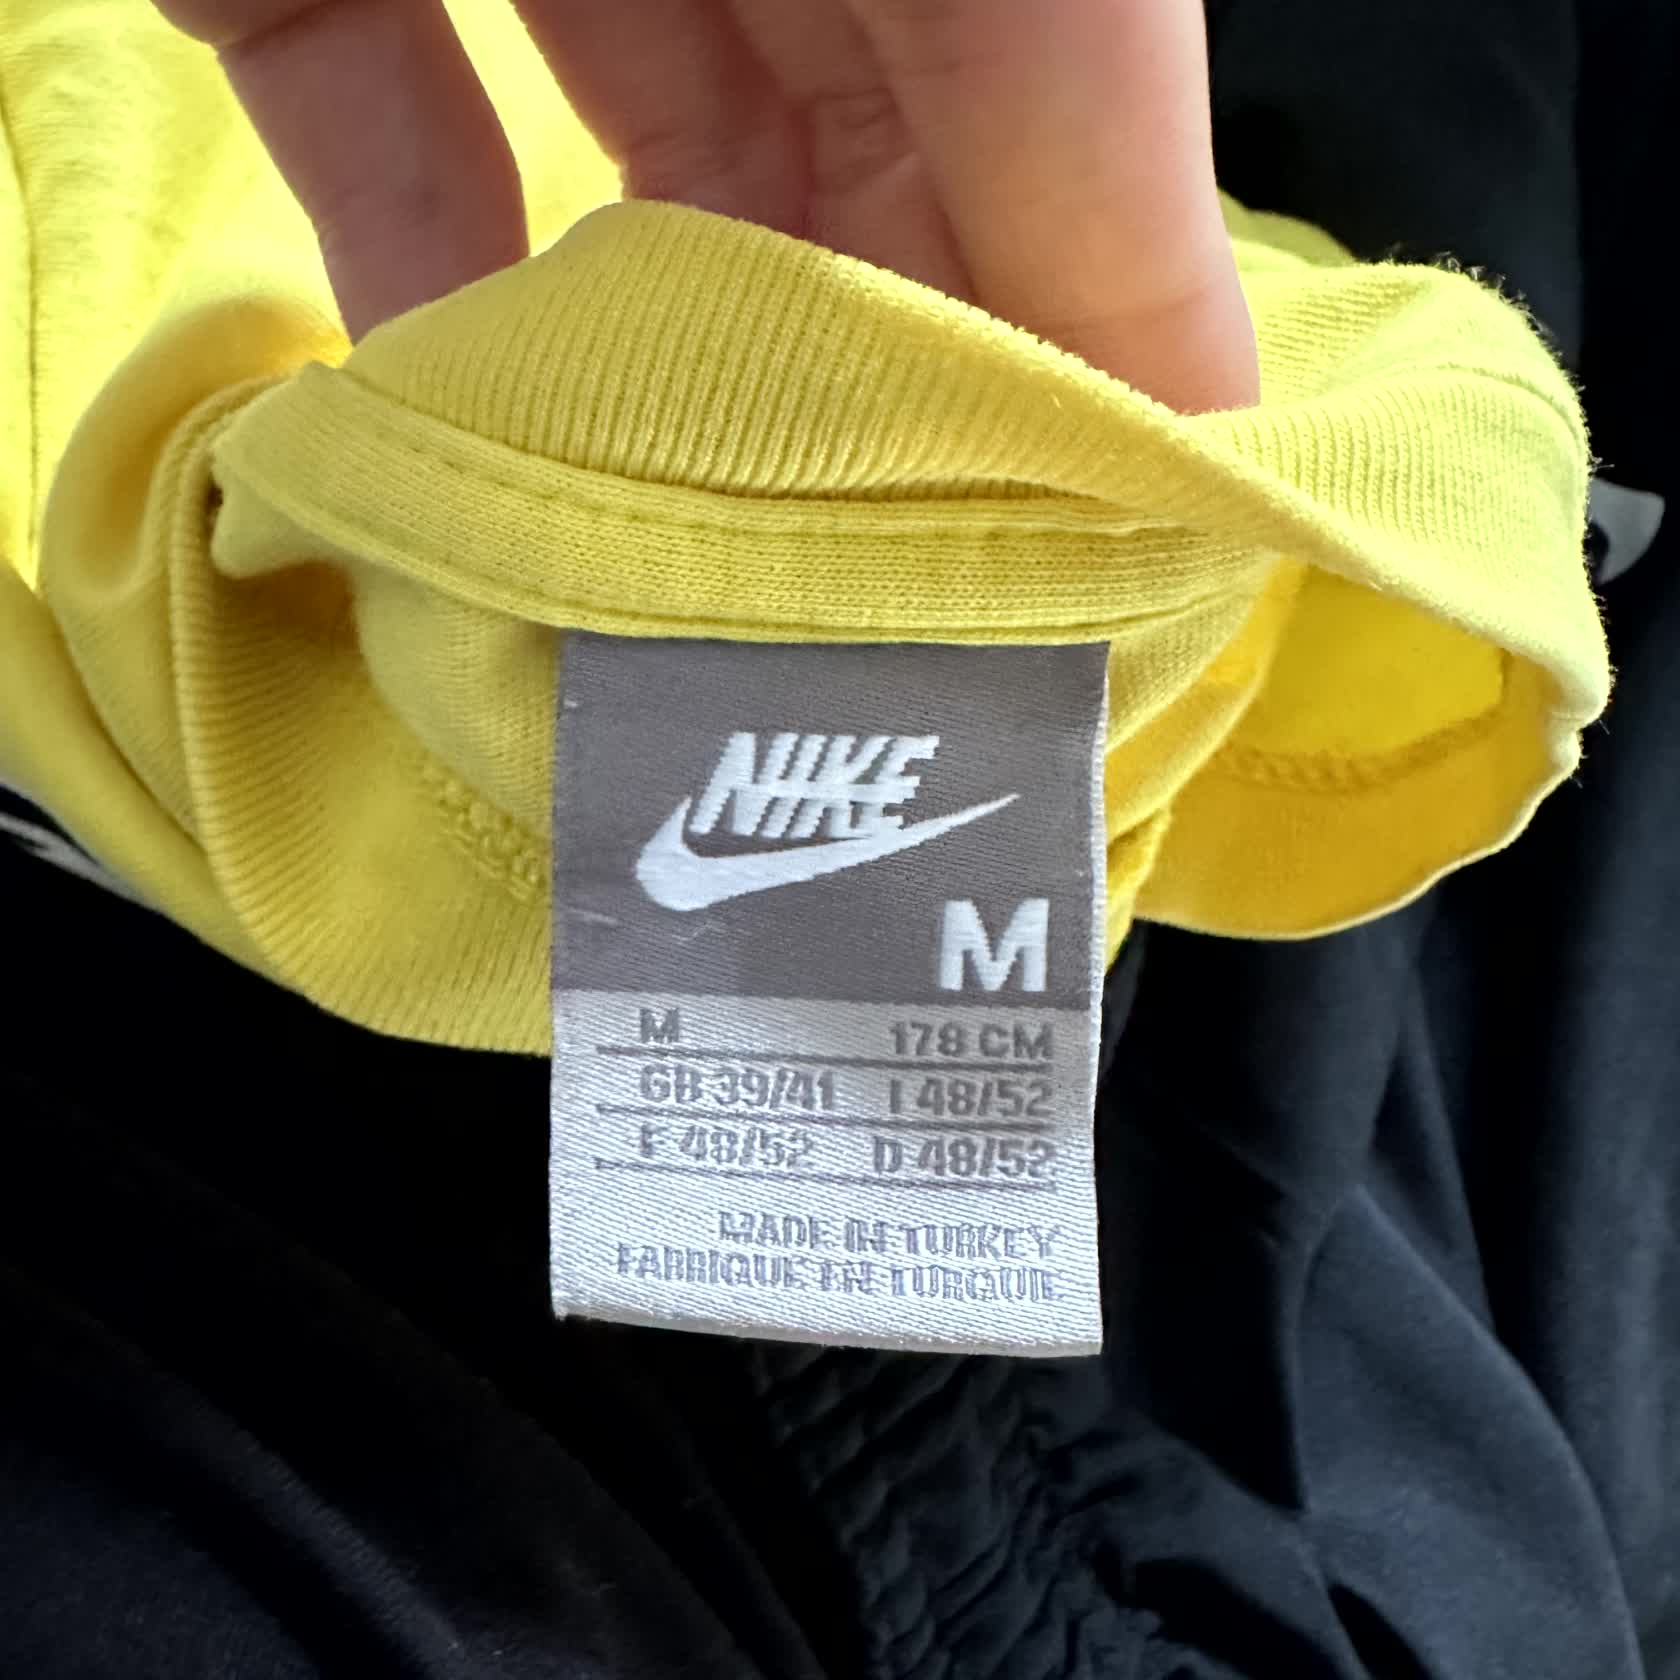 NIKE
M
M 178 CM
GB 39/41 I 48/52
F 48/52 D 48/52
MADE IN TURKEY
FABRIQUE EN TURQUIE